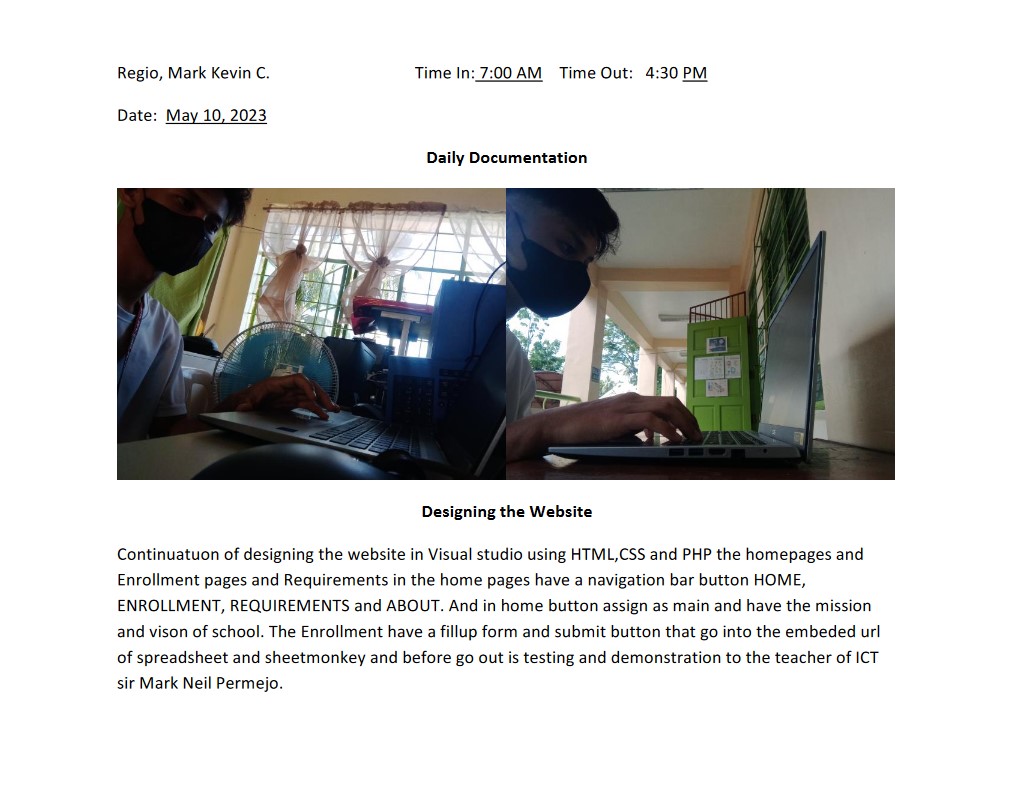 Regio, Mark Kevin C. Time In: 7:00 AM Time Out: 4:30 PM
Date: May 10, 2023
Daily Documentation
Designing the Website
Continuatuon of designing the website in Visual studio using HTML,CSS and PHP the homepages and
Enrollment pages and Requirements in the home pages have a navigation bar button HOME,
ENROLLMENT, REQUIREMENTS and ABOUT. And in home button assign as main and have the mission
and vison of school. The Enrollment have a fillup form and submit button that go into the embeded url
of spreadsheet and sheetmonkey and before go out is testing and demonstration to the teacher of ICT
sir Mark Neil Permejo.